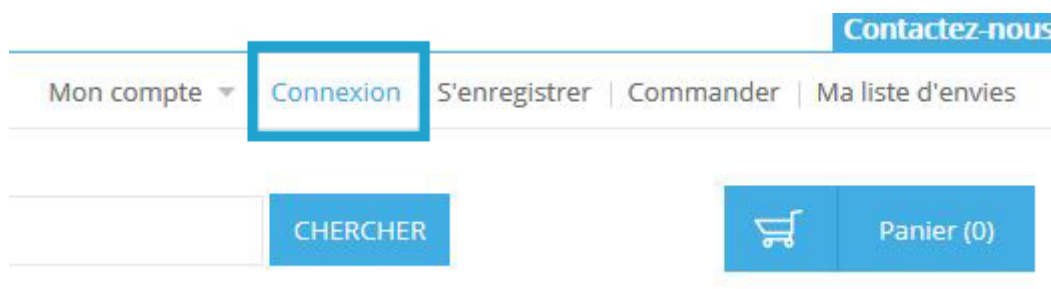 Contactez-nous
Mon compte Connexion S'enregistrer | Commander | Ma liste d'envies
CHERCHER Panier (0)